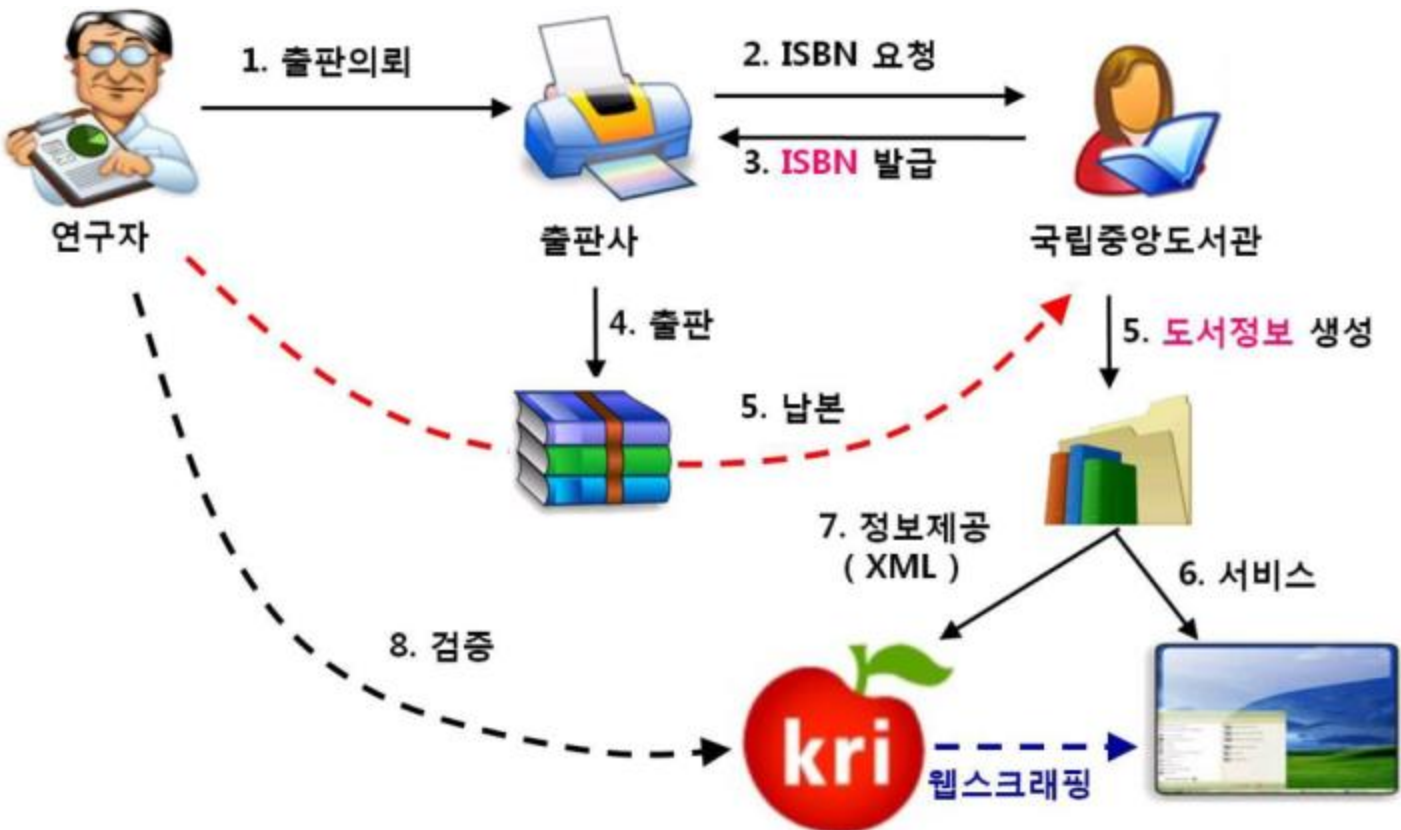 1. 출판의뢰
2. ISBN 요청
3. ISBN 발급
연구자
출판사
국립중앙도서관
4. 출판
5. 도서정보 생성
5. 납본
7. 정보제공
( XML )
6. 서비스
8. 검증
kri
웹스크래핑